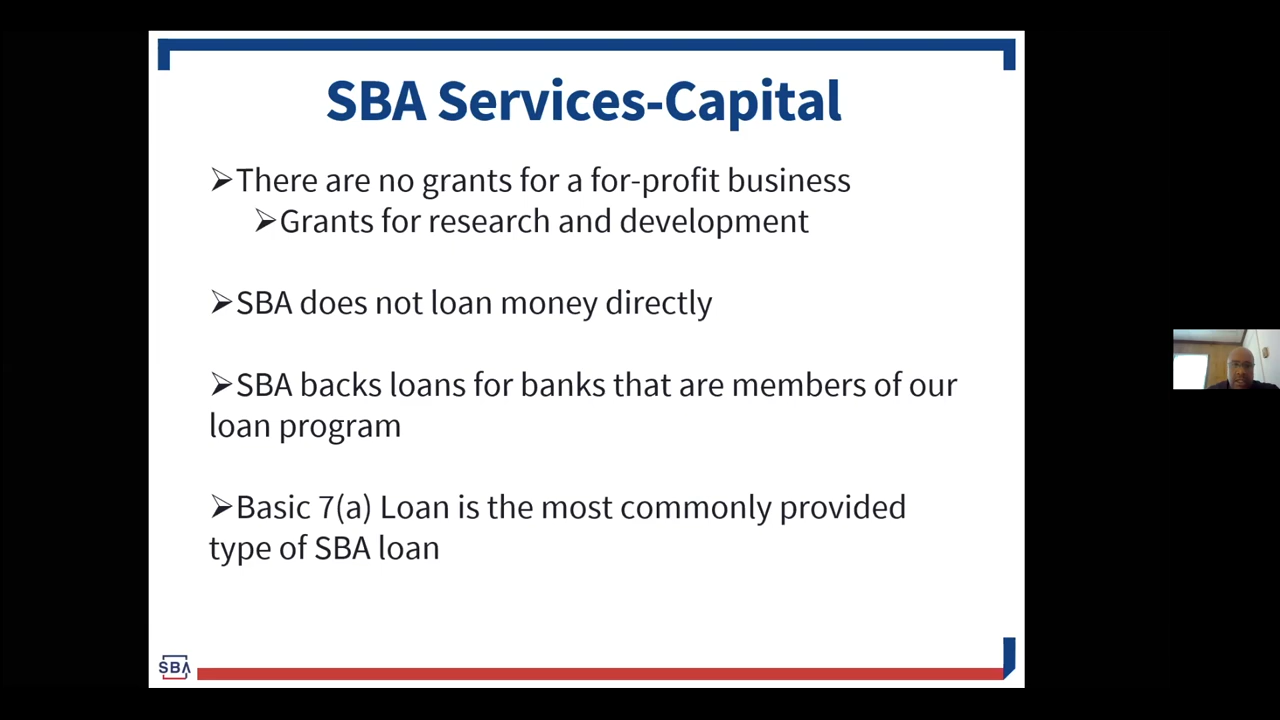 SBA Services-Capital
➢There are no grants for a for-profit business
➢Grants for research and development
➢SBA does not loan money directly
➢SBA backs loans for banks that are members of our
loan program
➢Basic 7(a) Loan is the most commonly provided
type of SBA loan
SBA